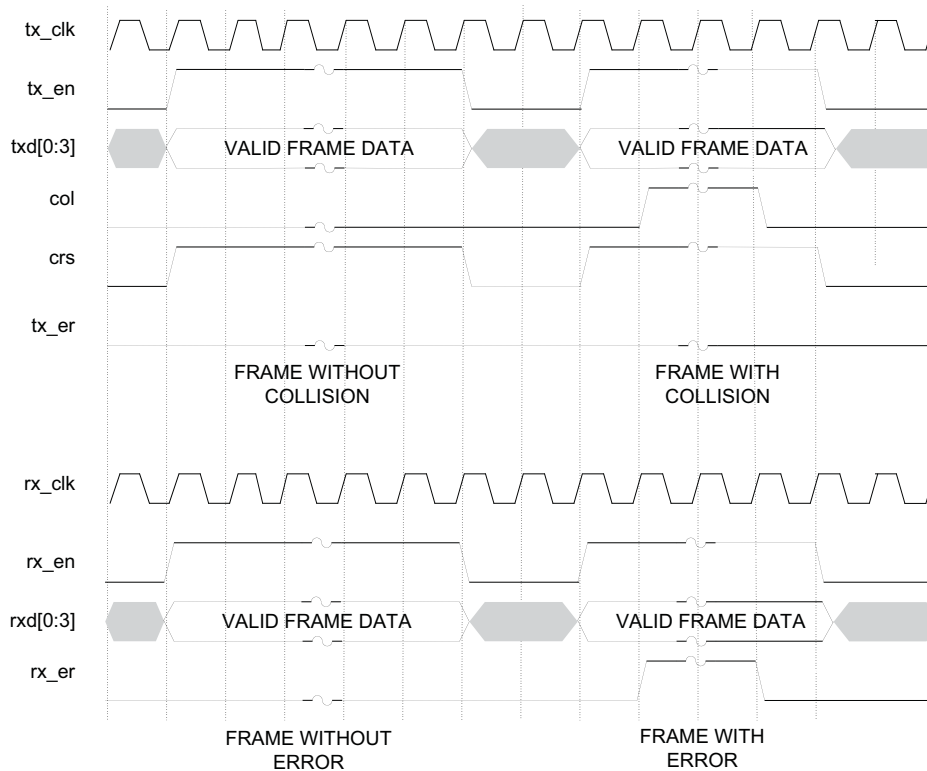 tx_clk
tx_en
txd[0:3]
VALID FRAME DATA
VALID FRAME DATA
col
crs
tx_er
FRAME WITHOUT
COLLISION
FRAME WITH
COLLISION
rx_clk
rx_en
rxd[0:3]
VALID FRAME DATA
VALID FRAME DATA
rx_er
FRAME WITHOUT
ERROR
FRAME WITH
ERROR